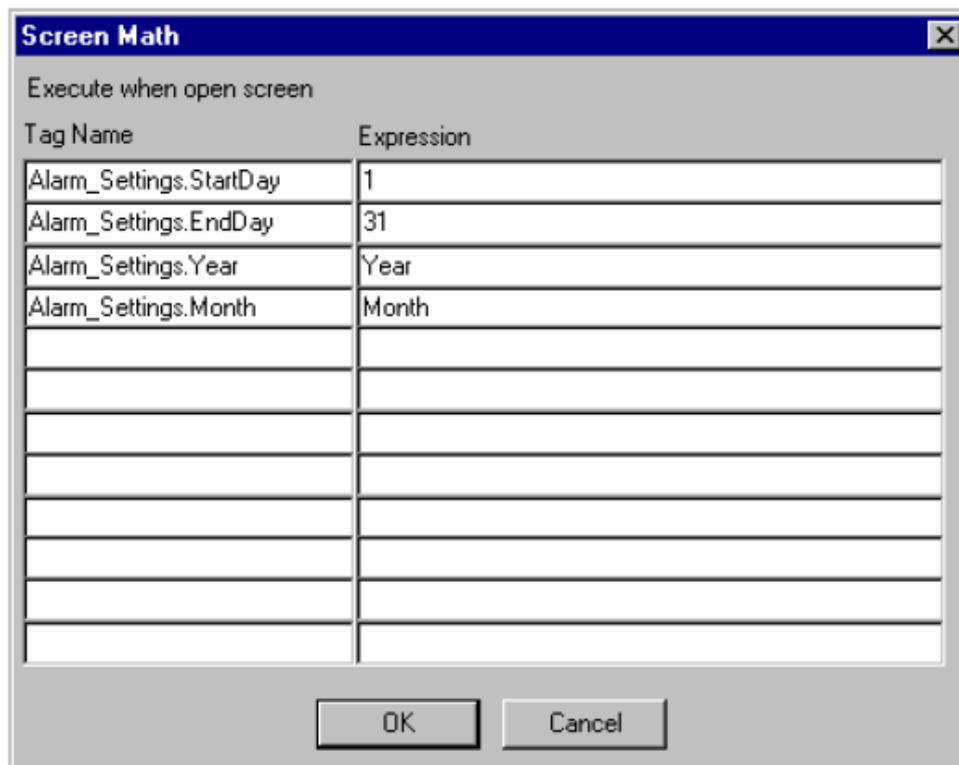 Screen Math
Execute when open screen
Tag Name Expression
Alarm_Settings.StartDay 1
Alarm_Settings.EndDay 31
Alarm_Settings.Year Year
Alarm_Settings.Month Month
OK Cancel